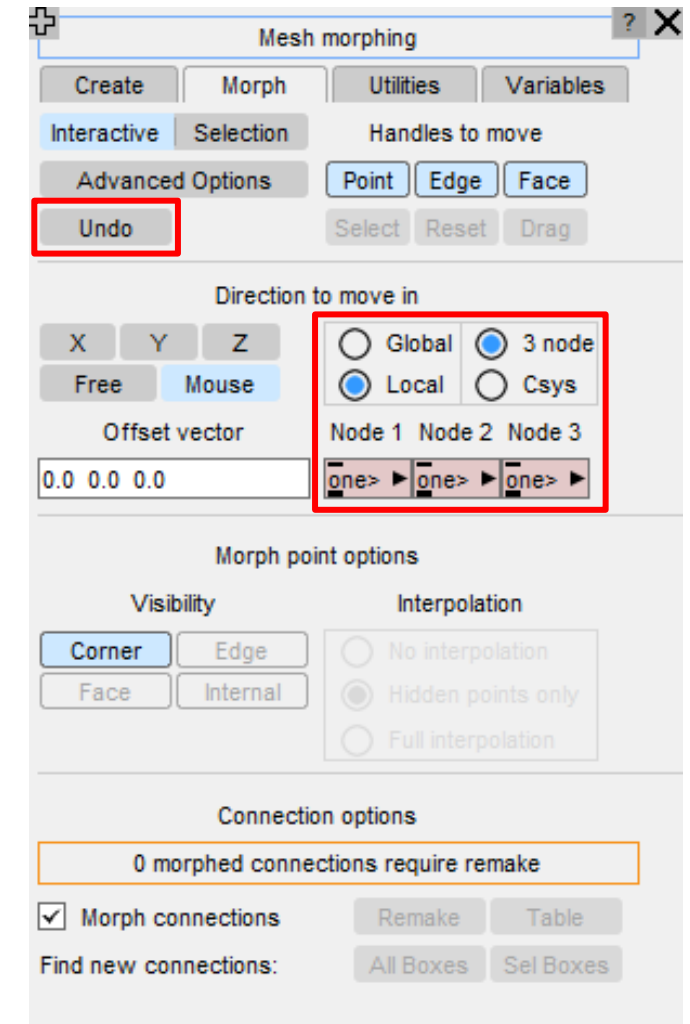 ?
Mesh morphing
Create Morph Utilities Variables
Interactive Selection Handles to move
Advanced Options Point Edge Face
Undo Select Reset Drag
Direction to move in
X Y Z Global 3 node
Free Mouse Local Csys
Offset vector Node 1 Node 2 Node 3
0.0 0.0 0.0 one> one> one>
Morph point options
Visibility Interpolation
Corner Edge No interpolation
Face Internal Hidden points only
Full interpolation
Connection options
0 morphed connections require remake
Morph connections Remake Table
Find new connections: All Boxes Sel Boxes